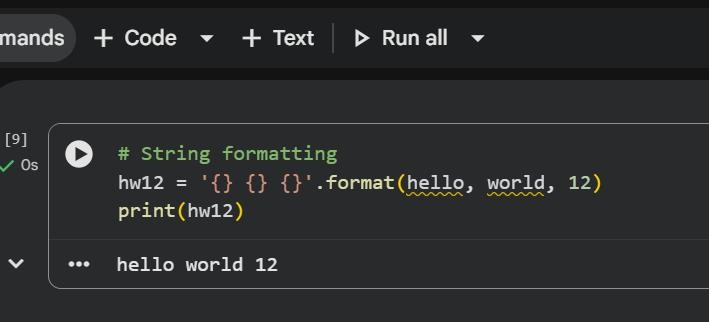 mands + Code + Text Run all
[9]
0s
# String formatting
hw12 = '{} {} {}'.format(hello, world, 12)
print(hw12)
hello world 12